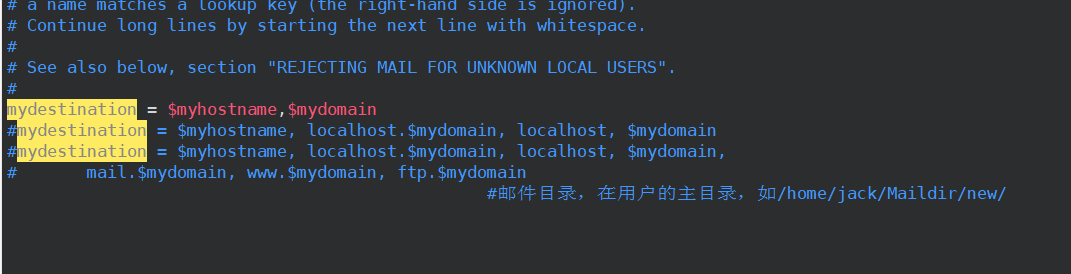 # a name matches a lookup key (the right-hand side is ignored).
# Continue long lines by starting the next line with whitespace.
#
# See also below, section "REJECTING MAIL FOR UNKNOWN LOCAL USERS".
#
mydestination = $myhostname,$mydomain
#mydestination = $myhostname, localhost.$mydomain, localhost, $mydomain
#mydestination = $myhostname, localhost.$mydomain, localhost, $mydomain,
#       mail.$mydomain, www.$mydomain, ftp.$mydomain
#邮件目录，在用户的主目录，如/home/jack/Maildir/new/